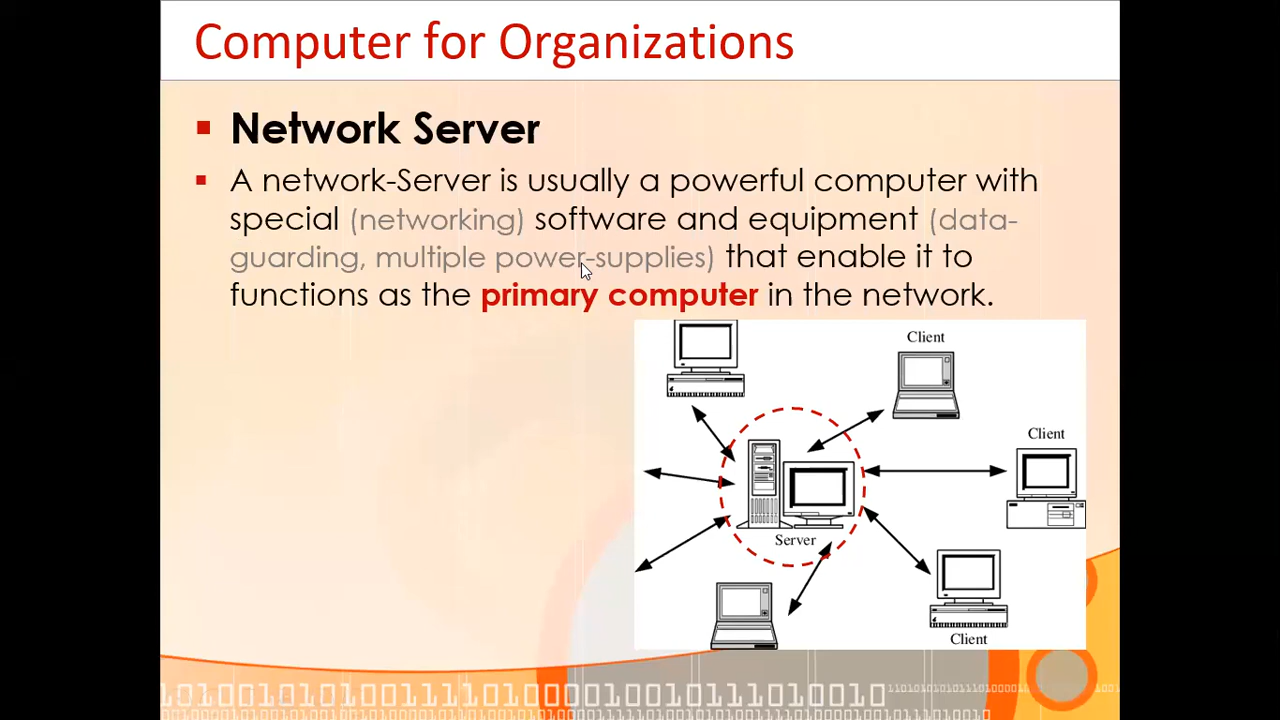 Computer for Organizations
Network Server
A network-Server is usually a powerful computer with
special (networking) software and equipment (data-
guarding, multiple power-supplies) that enable it to
functions as the primary computer in the network.
Client
Client
Server
Client